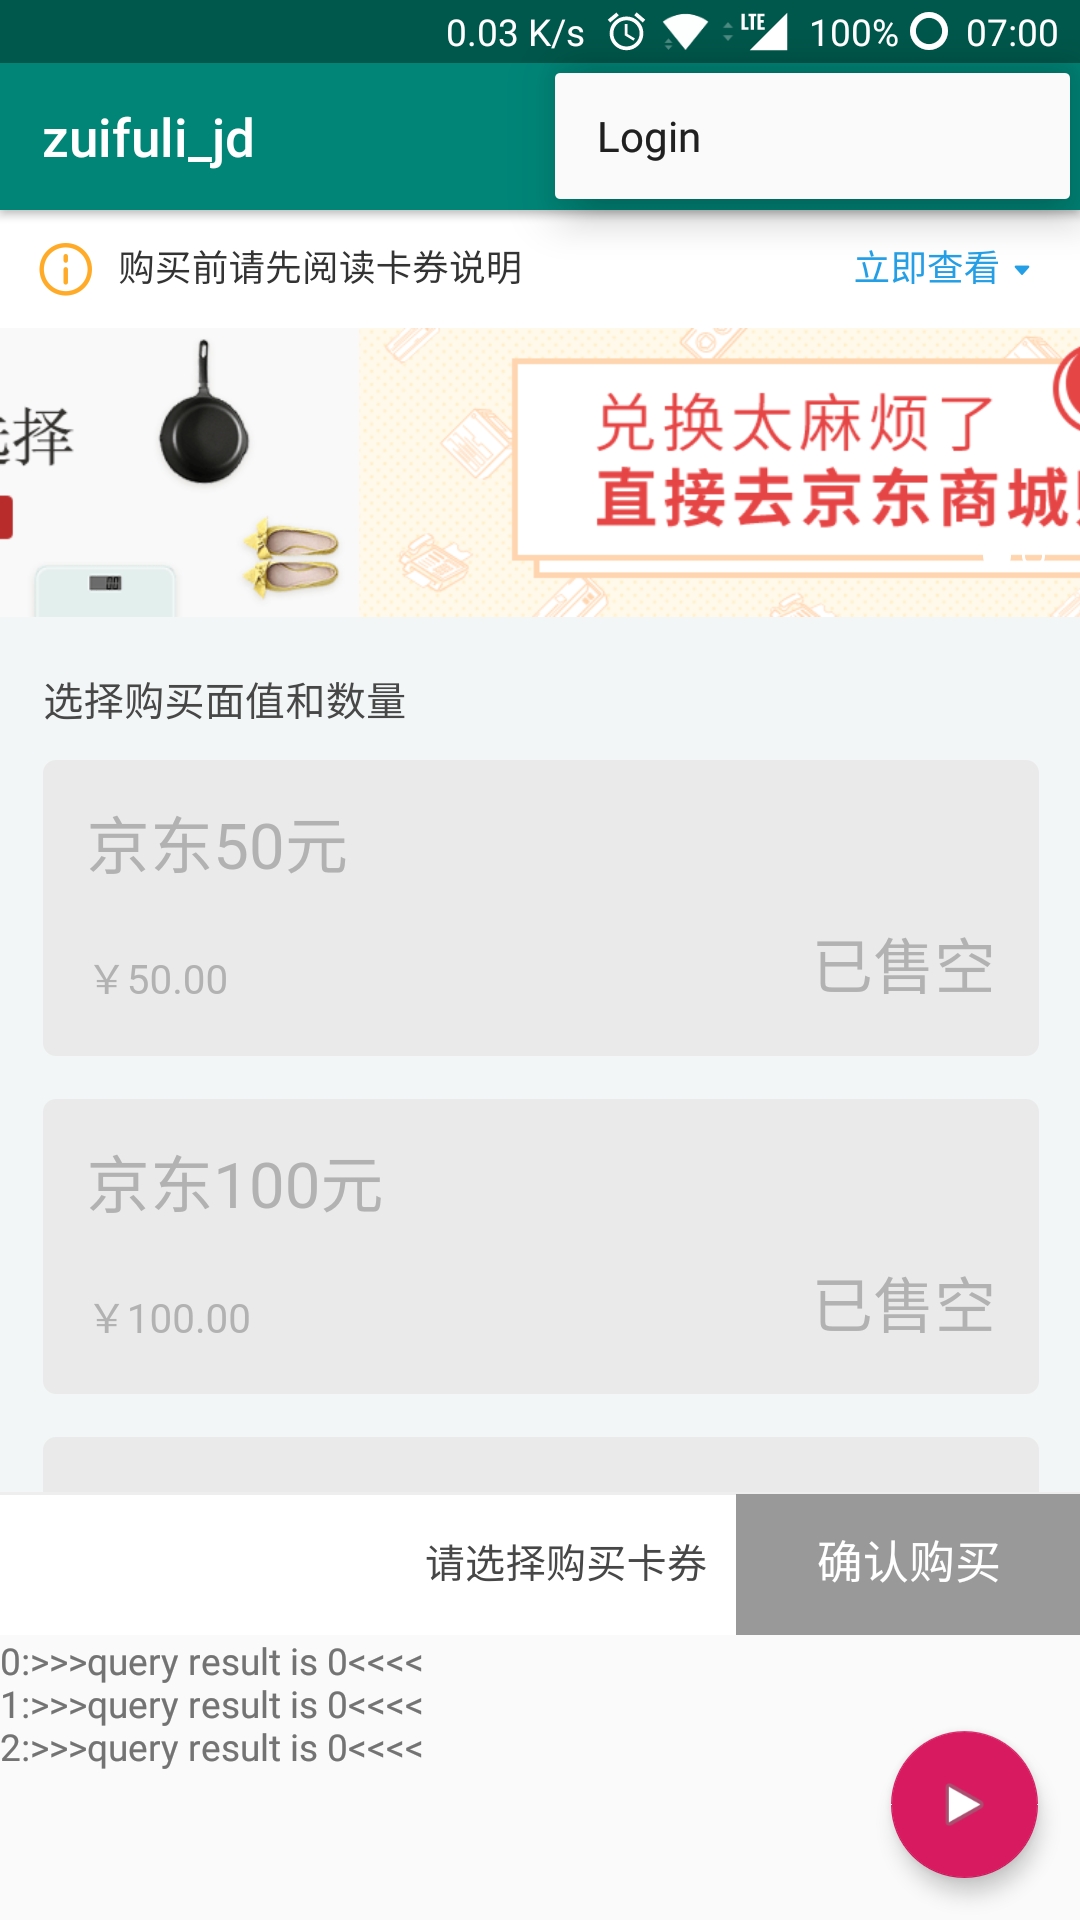 0.03 K/s LTE 100% 07:00
zuifuli_jd
Login
购买前请先阅读卡券说明 立即查看
选择
兑换太麻烦了
直接去京东商城
选择购买面值和数量
京东50元
￥50.00 已售空
京东100元
￥100.00 已售空
请选择购买卡券 确认购买
0:>>>query result is 0<<<<
1:>>>query result is 0<<<<
2:>>>query result is 0<<<<